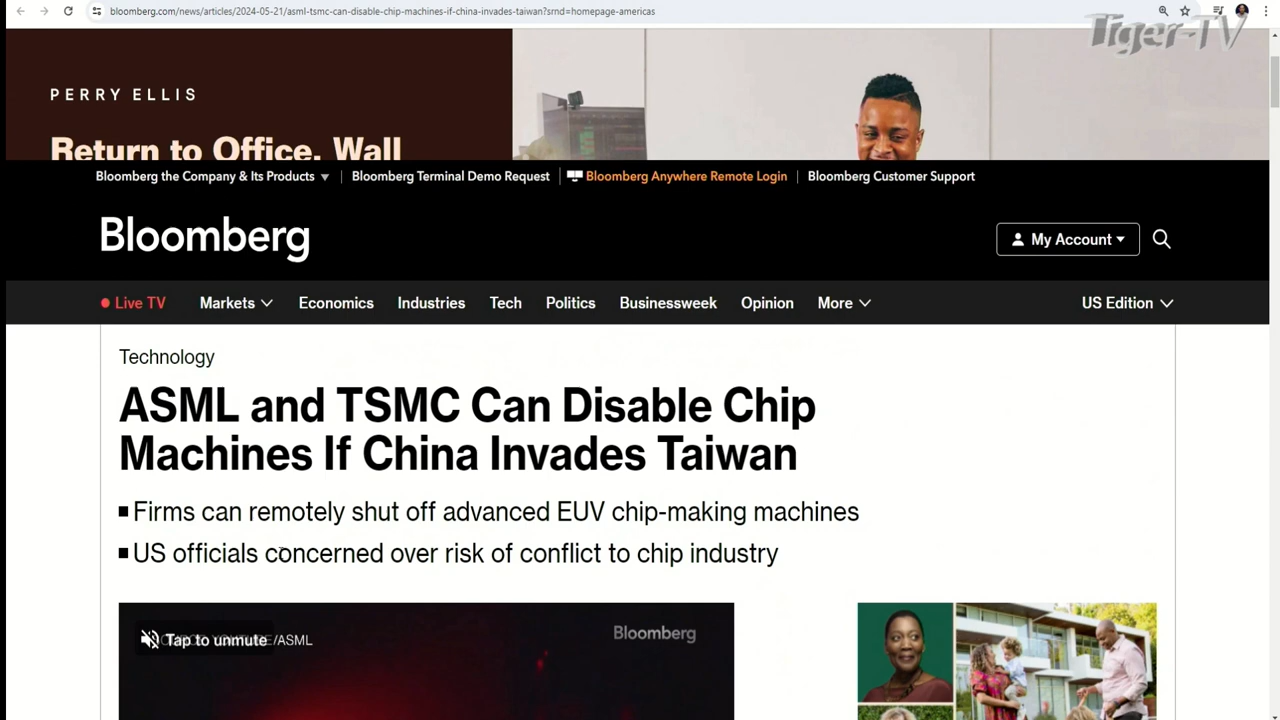 bloomberg.com/news/articles/2024-05-21/asml-tsmc-can-disable-chip-machines-if-china-invades-taiwan?srnd=homepage-americas
Tiger-TV
PERRY ELLIS
Return to Office. Wall
Bloomberg the Company & Its Products
Bloomberg Terminal Demo Request
Bloomberg Anywhere Remote Login
Bloomberg Customer Support
Bloomberg
My Account
Live TV
Markets
Economics
Industries
Tech
Politics
Businessweek
Opinion
More
US Edition
Technology
ASML and TSMC Can Disable Chip
Machines If China Invades Taiwan
Firms can remotely shut off advanced EUV chip-making machines
US officials concerned over risk of conflict to chip industry
Tap to unmute
/ASML
Bloomberg